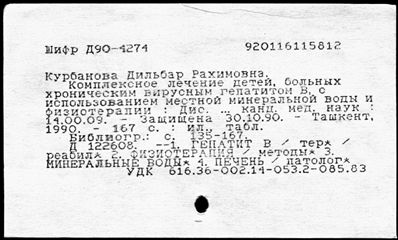 Шифр Д90-4274 920116115812
Курбанова Дильбар Рахимовна.
Комплексное лечение детей, больных
хроническим вирусным гепатитом В, с
использованием местной минеральной воды и
физиотерапии : Дис. ... канд. мед. наук :
14.00.09. - Защищена 30.10.90. - Ташкент,
1990. - 167 с. : ил., табл.
Библиогр.: с. 135-167.
Д 122608. --1. ГЕПАТИТ В / тер* /
реабил* 2. ФИЗИОТЕРАПИЯ / методы* 3.
МИНЕРАЛЬНЫЕ ВОДЫ* 4. ПЕЧЕНЬ / патолог*
УДК 616.36-002.14-053.2-085.83